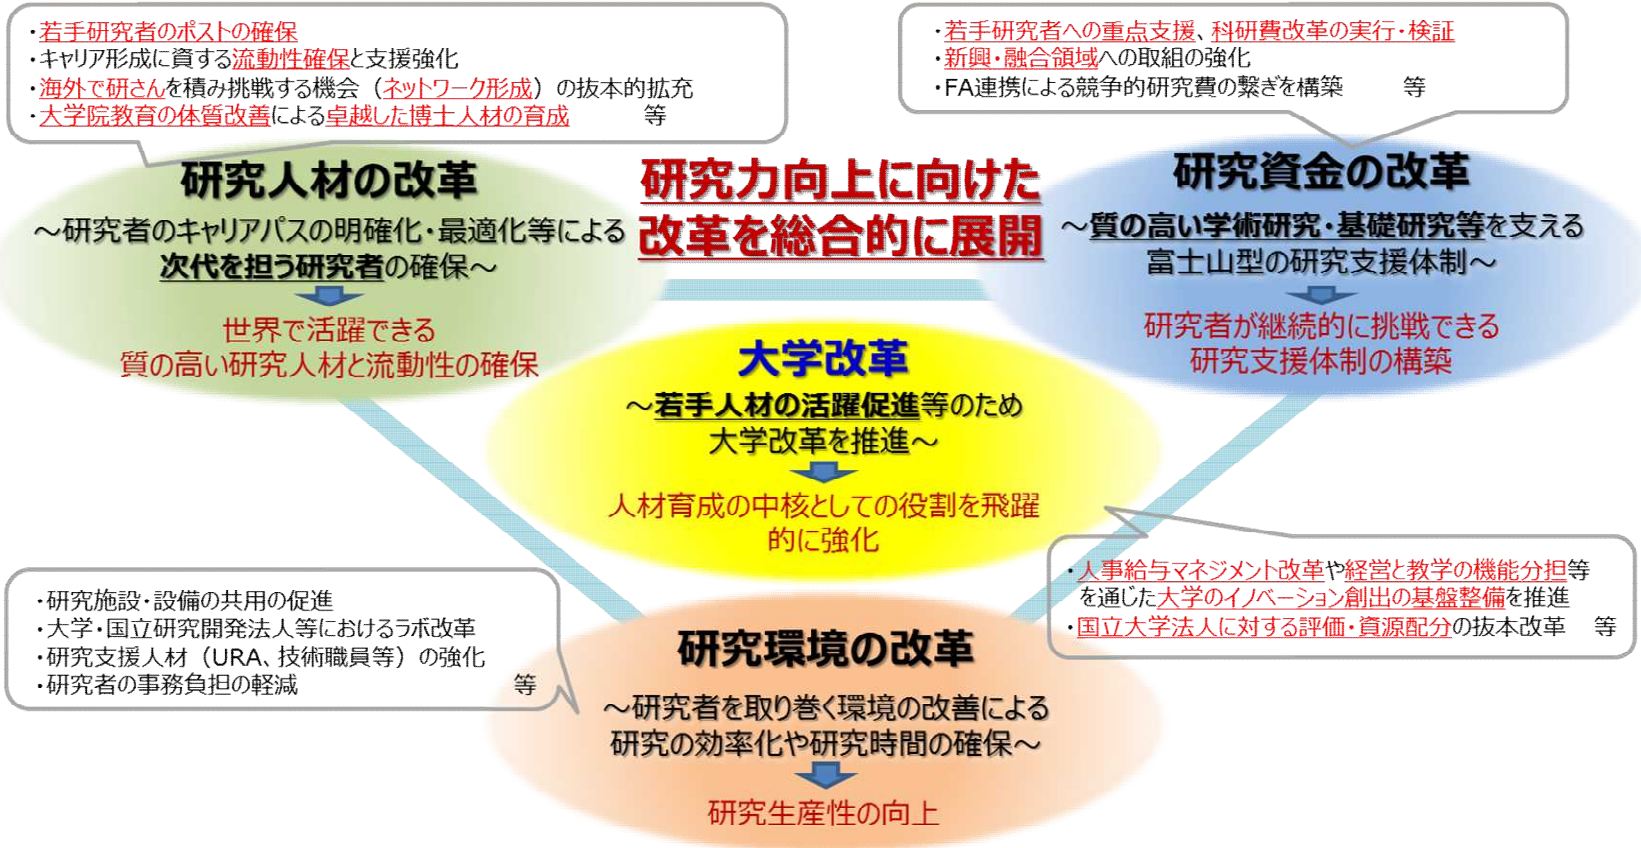 ・若手研究者のポストの確保
・キャリア形成に資する流動性確保と支援強化
・海外で研さんを積み挑戦する機会（ネットワーク形成）の抜本的拡充
・大学院教育の体質改善による卓越した博士人材の育成 等
・若手研究者への重点支援、科研費改革の実行・検証
・新興・融合領域への取組の強化
・FA連携による競争的研究費の繋ぎを構築 等
研究力向上に向けた
改革を総合的に展開
研究人材の改革
～研究者のキャリアパスの明確化・最適化等による
次代を担う研究者の確保～
世界で活躍できる
質の高い研究人材と流動性の確保
研究資金の改革
～質の高い学術研究・基礎研究等を支える
富士山型の研究支援体制～
研究者が継続的に挑戦できる
研究支援体制の構築
大学改革
～若手人材の活躍促進等のため
大学改革を推進～
人材育成の中核としての役割を飛躍
的に強化
・人事給与マネジメント改革や経営と教学の機能分担等
を通じた大学のイノベーション創出の基盤整備を推進
・国立大学法人に対する評価・資源配分の抜本改革 等
・研究施設・設備の共用の促進
・大学・国立研究開発法人等におけるラボ改革
・研究支援人材（URA、技術職員等）の強化
・研究者の事務負担の軽減 等
研究環境の改革
～研究者を取り巻く環境の改善による
研究の効率化や研究時間の確保～
研究生産性の向上